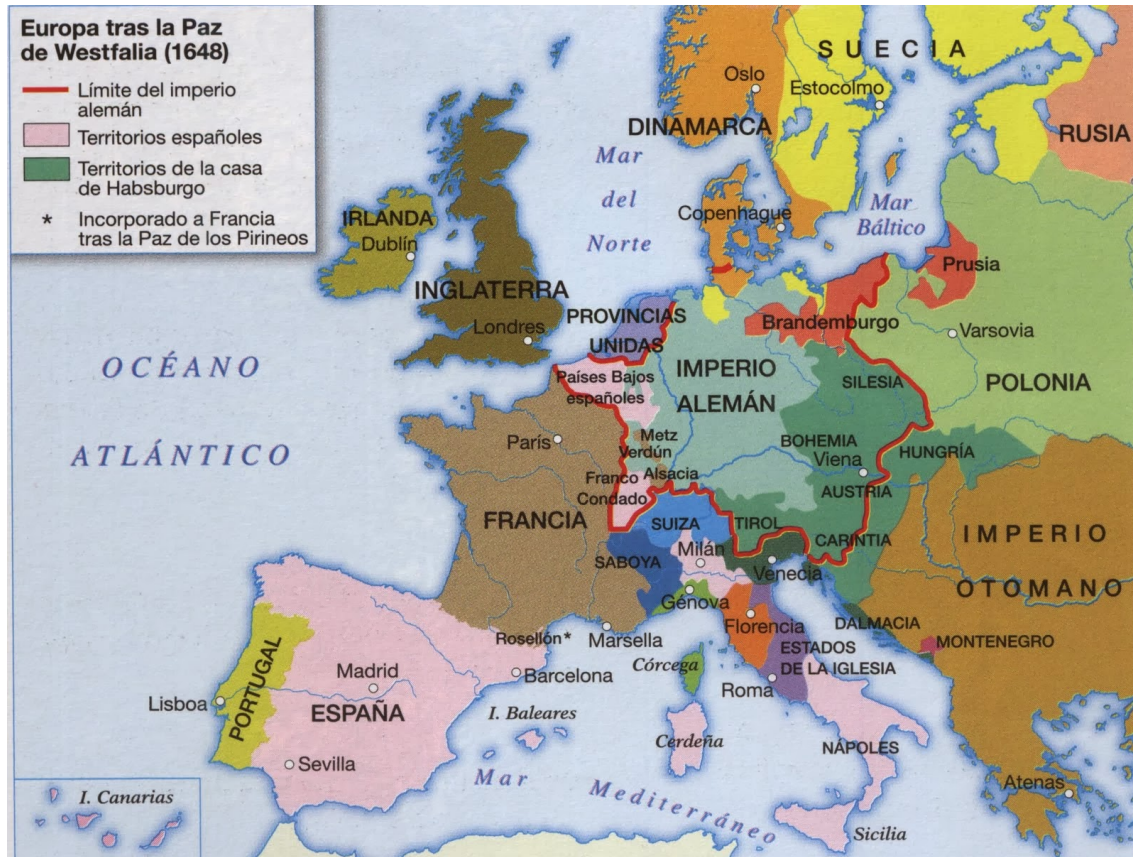 Europa tras la Paz
de Westfalia (1648)
Límite del imperio
alemán
Territorios españoles
Territorios de la casa
de Habsburgo
* Incorporado a Francia
tras la Paz de los Pirineos
SUECIA
Oslo
Estocolmo
DINAMARCA
RUSIA
Mar
del
Norte
Mar
Báltico
Copenhague
IRLANDA
Dublín
INGLATERRA
Londres
Prusia
PROVINCIAS
UNIDAS
Brandemburgo
Varsovia
OCÉANO
ATLÁNTICO
Países Bajos
españoles
IMPERIO
ALEMÁN
SILESIA
POLONIA
París
Metz
Verdún
BOHEMIA
Viena
HUNGRÍA
Franco
Condado
Alsacia
AUSTRIA
FRANCIA
SUIZA
TIROL
CARINTIA
IMPERIO
OTOMANO
SABOYA
Milán
Venecia
Génova
Florencia
DALMACIA
MONTENEGRO
Rosellón*
Marsella
Córcega
ESTADOS
DE LA IGLESIA
Roma
PORTUGAL
Madrid
Barcelona
Lisboa
ESPAÑA
I. Baleares
Cerdeña
NÁPOLES
Sevilla
Mar
Mediterráneo
Atenas
I. Canarias
Sicilia